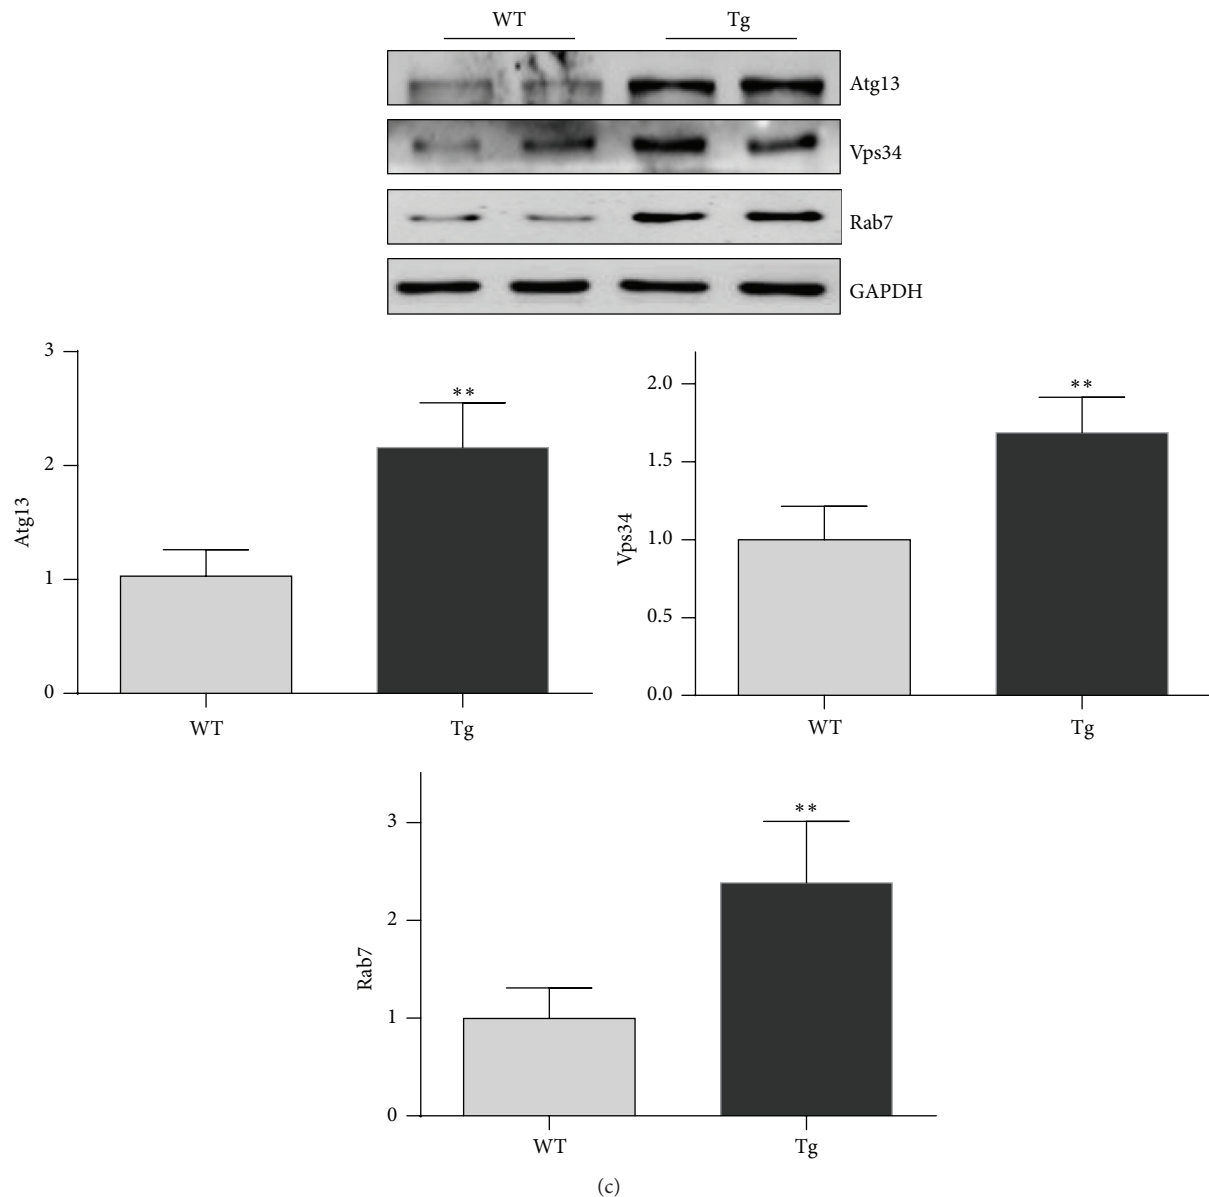 WT Tg
Atg13
Vps34
Rab7
GAPDH
3
2
1
0
Atg13
**
WT Tg
2.0
1.5
1.0
0.5
0.0
Vps34
**
WT Tg
3
2
1
0
Rab7
**
WT Tg
(c)